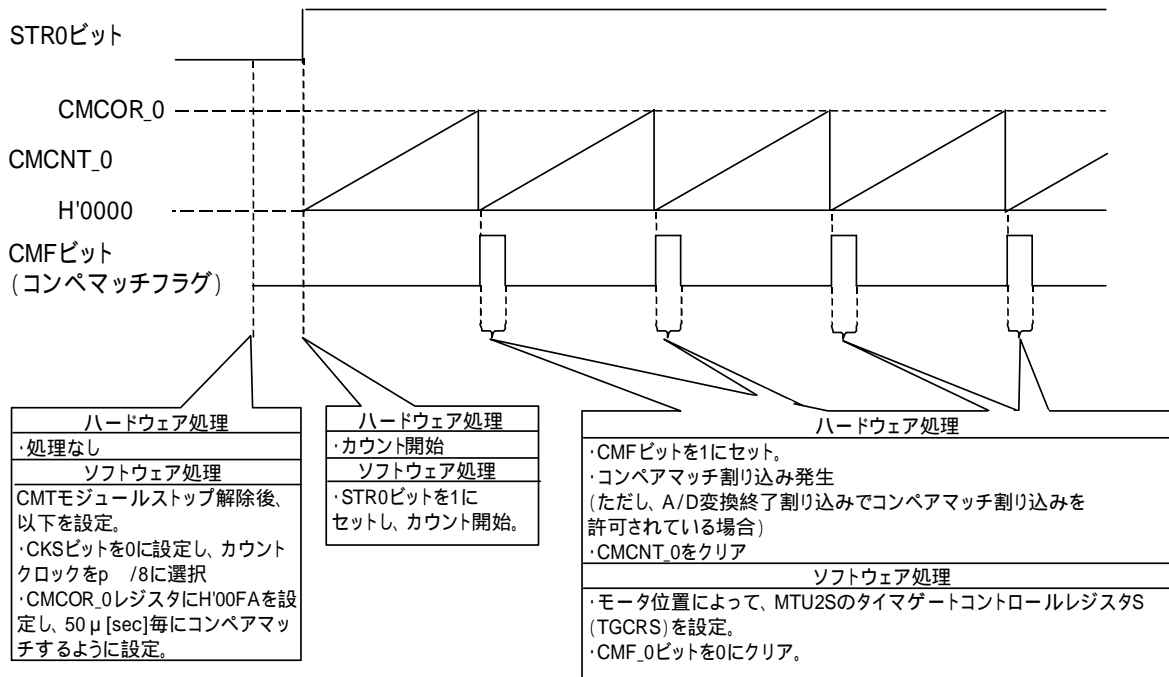 STR0ビット
CMCOR_0
CMCNT_0
H'0000
CMFビット
(コンペマッチフラグ)
ハードウェア処理
・処理なし
ソフトウェア処理
CMTモジュールストップ解除後、
以下を設定。
・CKSビットを0に設定し、カウント
クロックをp /8に選択
・CMCOR_0レジスタにH'00FAを設
定し、50μ[sec]毎にコンペアマッ
チするように設定。
ハードウェア処理
・カウント開始
ソフトウェア処理
・STR0ビットを1に
セットし、カウント開始。
ハードウェア処理
・CMFビットを1にセット。
・コンペアマッチ割り込み発生
(ただし、A/D変換終了割り込みでコンペアマッチ割り込みを
許可されている場合)
・CMCNT_0をクリア
ソフトウェア処理
・モータ位置によって、MTU2SのタイマゲートコントロールレジスタS
(TGCRS)を設定。
・CMF_0ビットを0にクリア。